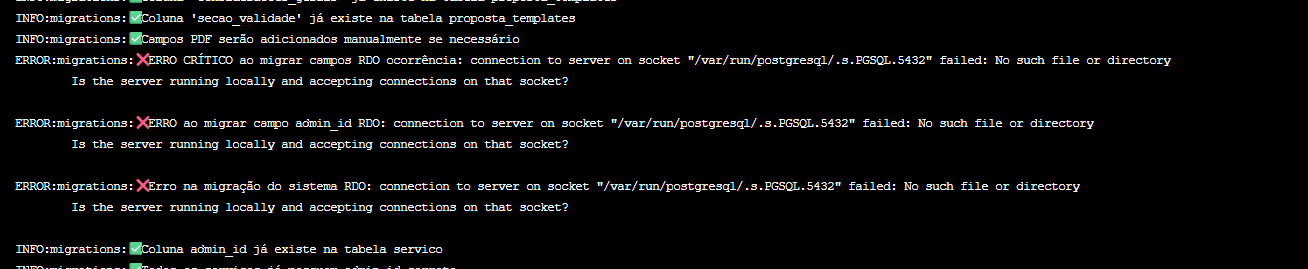 INFO:migrations:✅Coluna 'secao_validade' já existe na tabela proposta_templates
INFO:migrations:✅Campos PDF serão adicionados manualmente se necessário
ERROR:migrations:❌ERRO CRÍTICO ao migrar campos RDO ocorrência: connection to server on socket "/var/run/postgresql/.s.PGSQL.5432" failed: No such file or directory
Is the server running locally and accepting connections on that socket?
ERROR:migrations:❌ERRO ao migrar campo admin_id RDO: connection to server on socket "/var/run/postgresql/.s.PGSQL.5432" failed: No such file or directory
Is the server running locally and accepting connections on that socket?
ERROR:migrations:❌Erro na migração do sistema RDO: connection to server on socket "/var/run/postgresql/.s.PGSQL.5432" failed: No such file or directory
Is the server running locally and accepting connections on that socket?
INFO:migrations:✅Coluna admin_id já existe na tabela servico